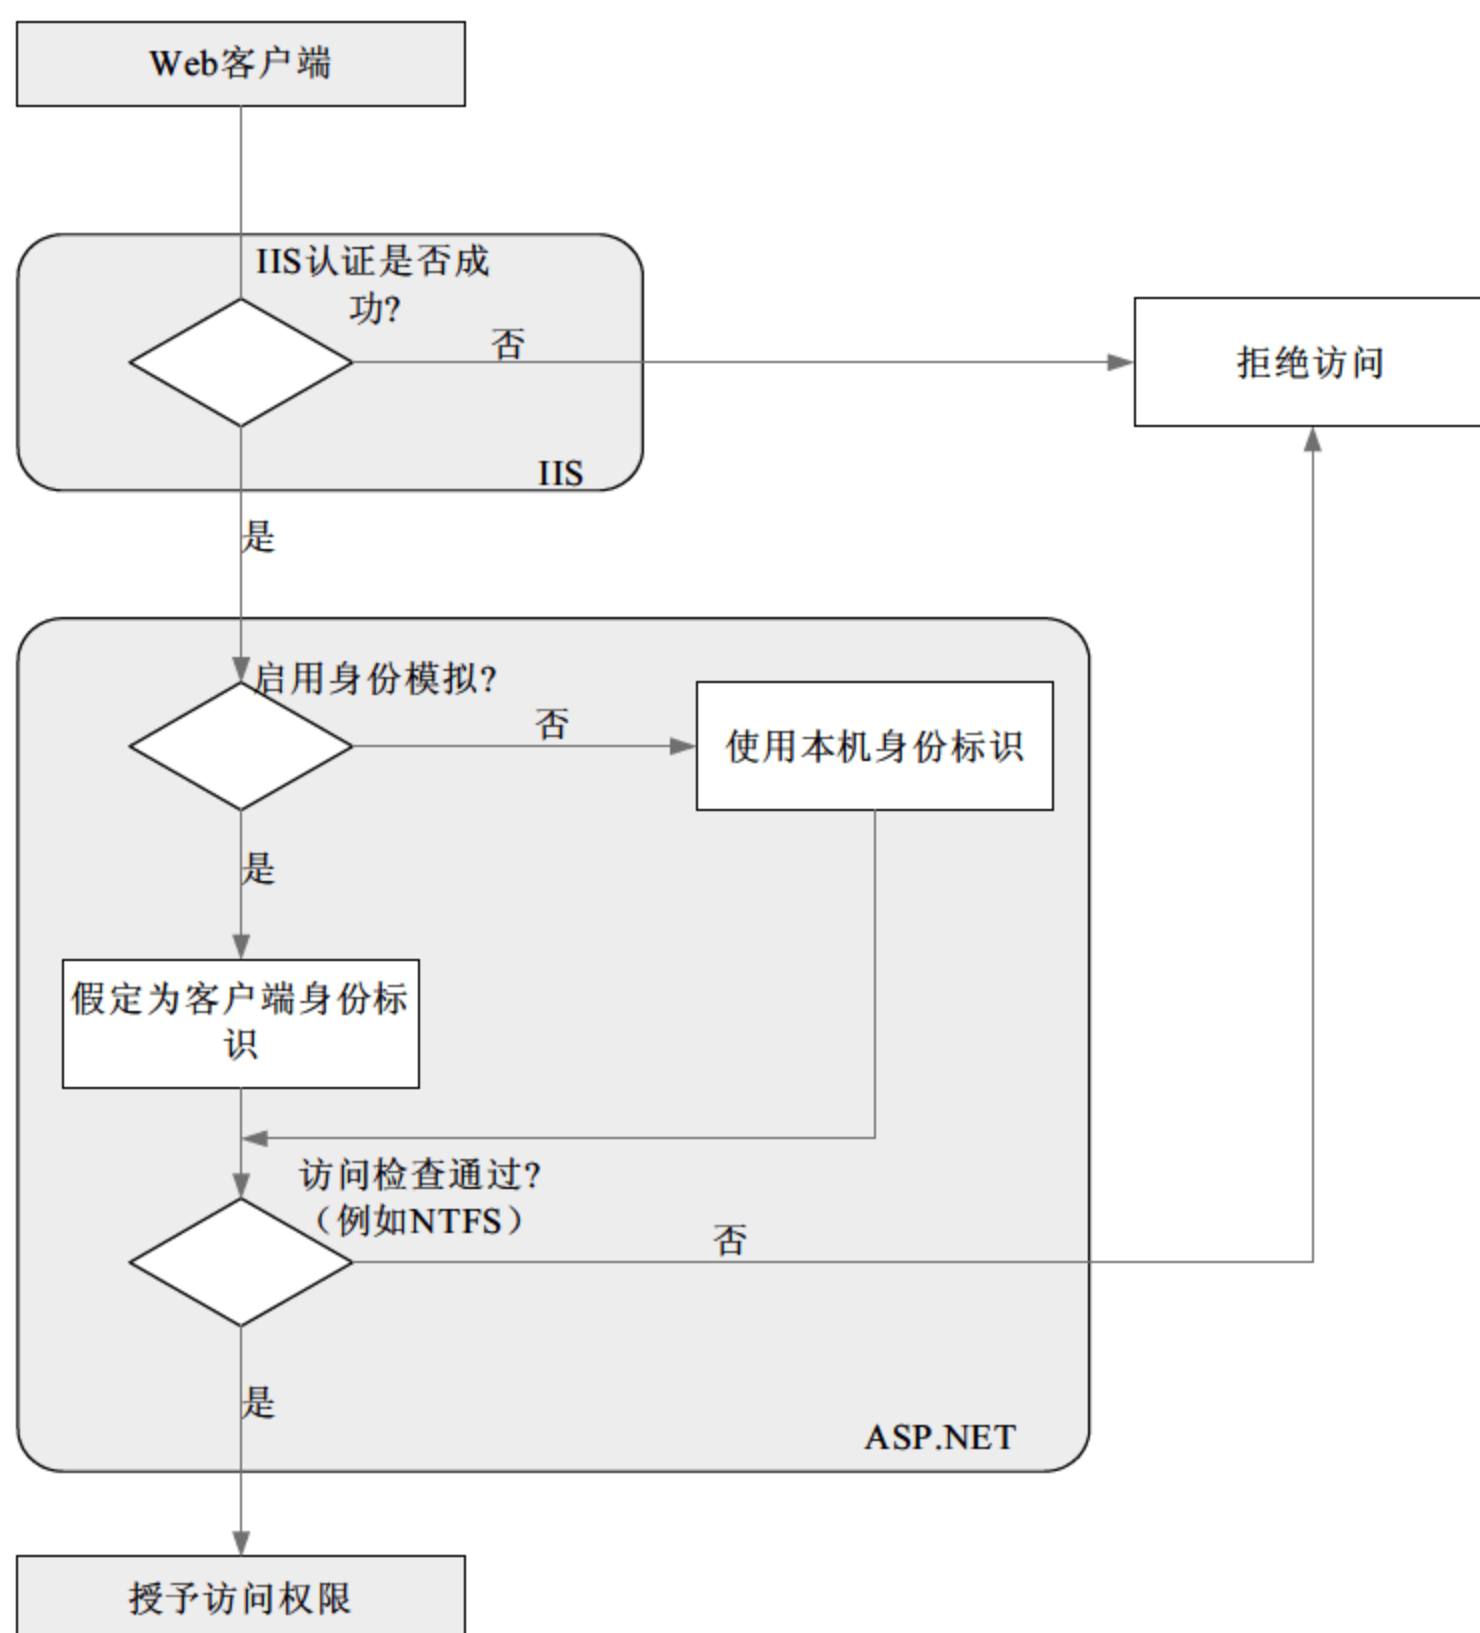 Web客户端
IIS认证是否成
功?
否
拒绝访问
IIS
是
启用身份模拟?
否
使用本机身份标识
是
假定为客户端身份标
识
访问检查通过?
（例如NTFS）
否
是
ASP.NET
授予访问权限